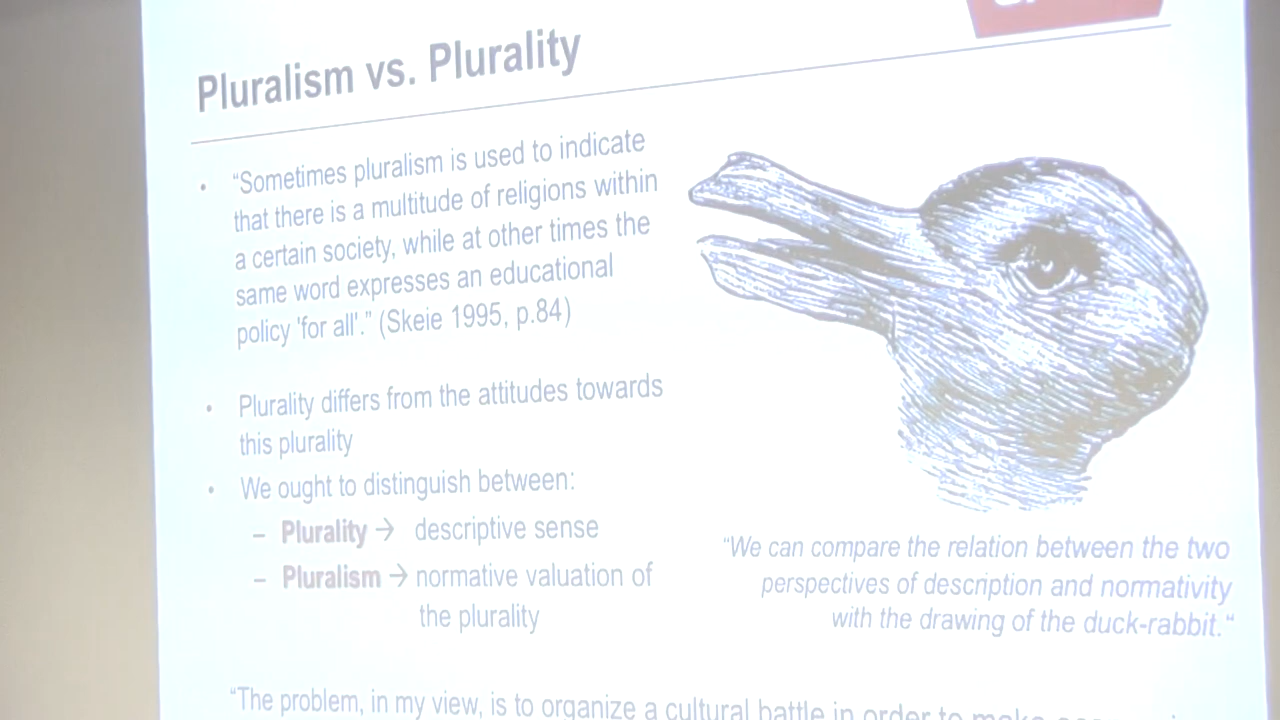 Pluralism vs. Plurality
• “Sometimes pluralism is used to indicate
that there is a multitude of religions within
a certain society, while at other times the
same word expresses an educational
policy 'for all'.” (Skeie 1995, p.84)
• Plurality differs from the attitudes towards
this plurality
• We ought to distinguish between:
– Plurality → descriptive sense
– Pluralism → normative valuation of
the plurality
“We can compare the relation between the two
perspectives of description and normativity
with the drawing of the duck-rabbit.“
“The problem, in my view, is to organize a cultural battle in order to make